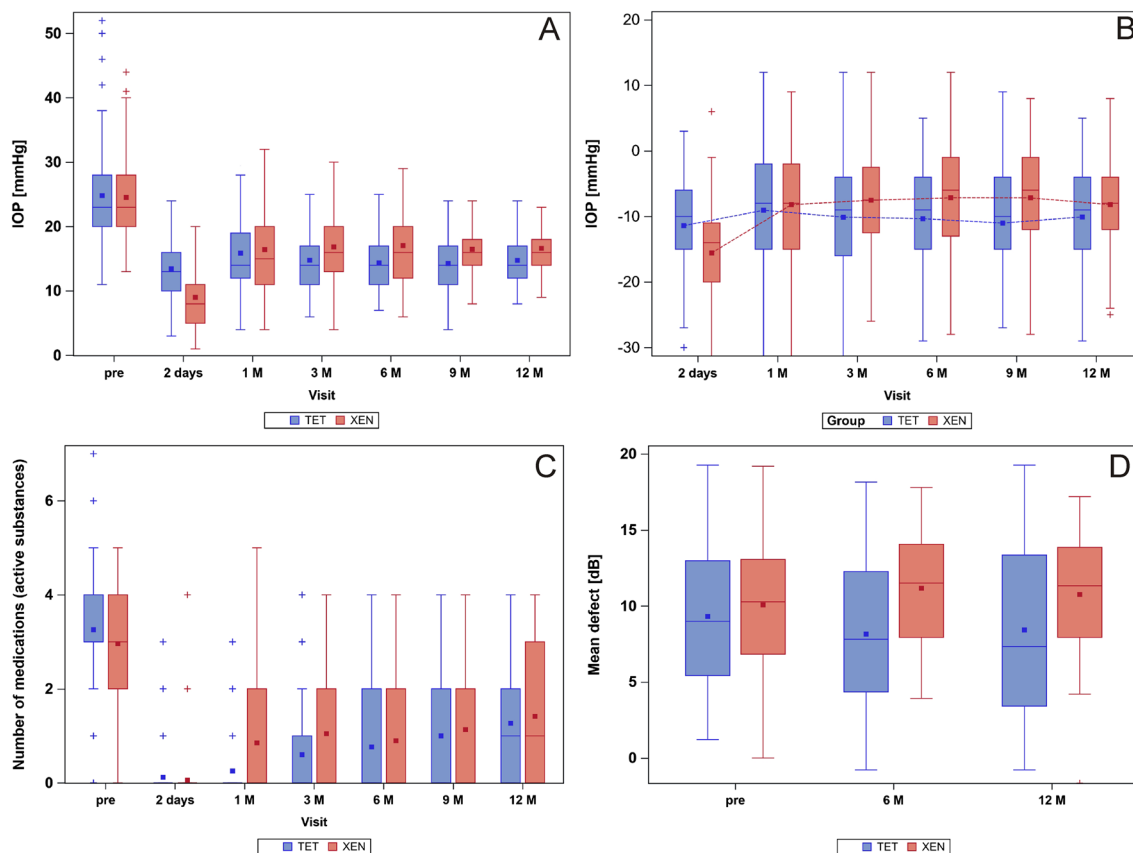 A
IOP [mmHg]
50
40
30
20
10
0
pre 2 days 1 M 3 M 6 M 9 M 12 M
Visit
TET XEN
B
IOP [mmHg]
20
10
0
-10
-20
-30
2 days 1 M 3 M 6 M 9 M 12 M
Visit
Group TET XEN
C
Number of medications (active substances)
6
4
2
0
pre 2 days 1 M 3 M 6 M 9 M 12 M
Visit
TET XEN
D
Mean defect [dB]
20
15
10
5
0
pre 6 M 12 M
TET XEN